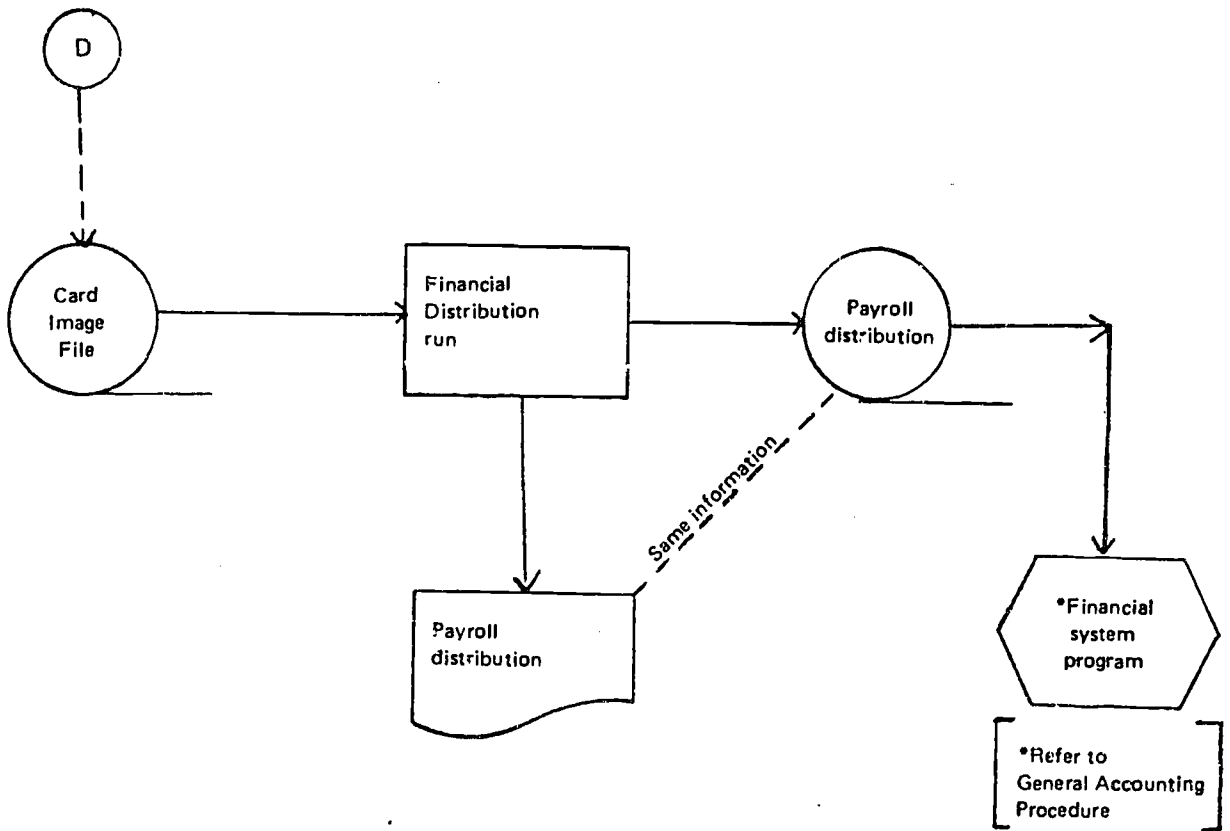 D
Card
Image
File
Financial
Distribution
run
Payroll
distribution
Same information
Payroll
distribution
*Financial
system
program
*Refer to
General Accounting
Procedure